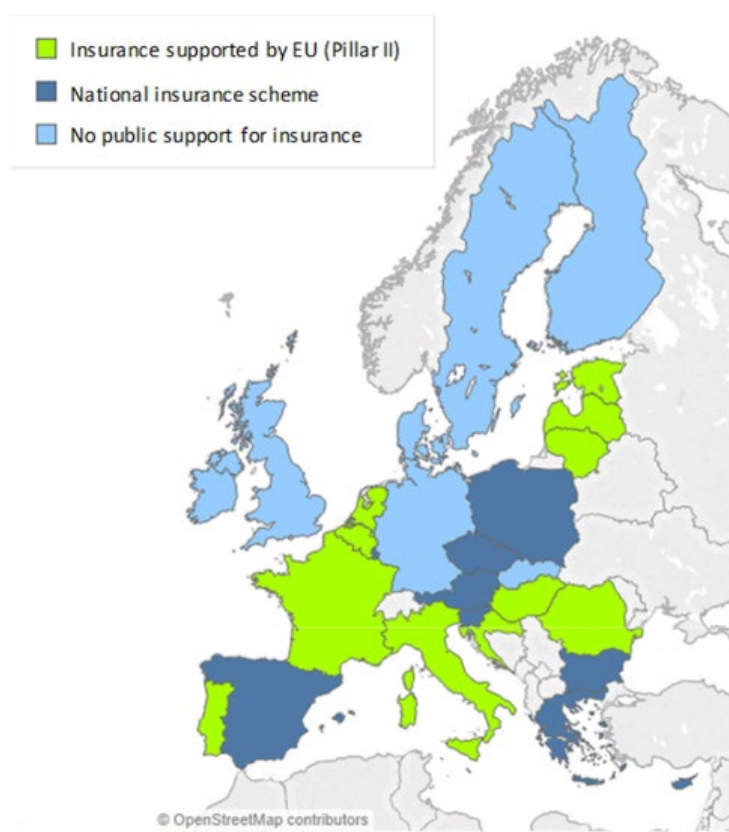 Insurance supported by EU (Pillar II)
National insurance scheme
No public support for insurance
© OpenStreetMap contributors